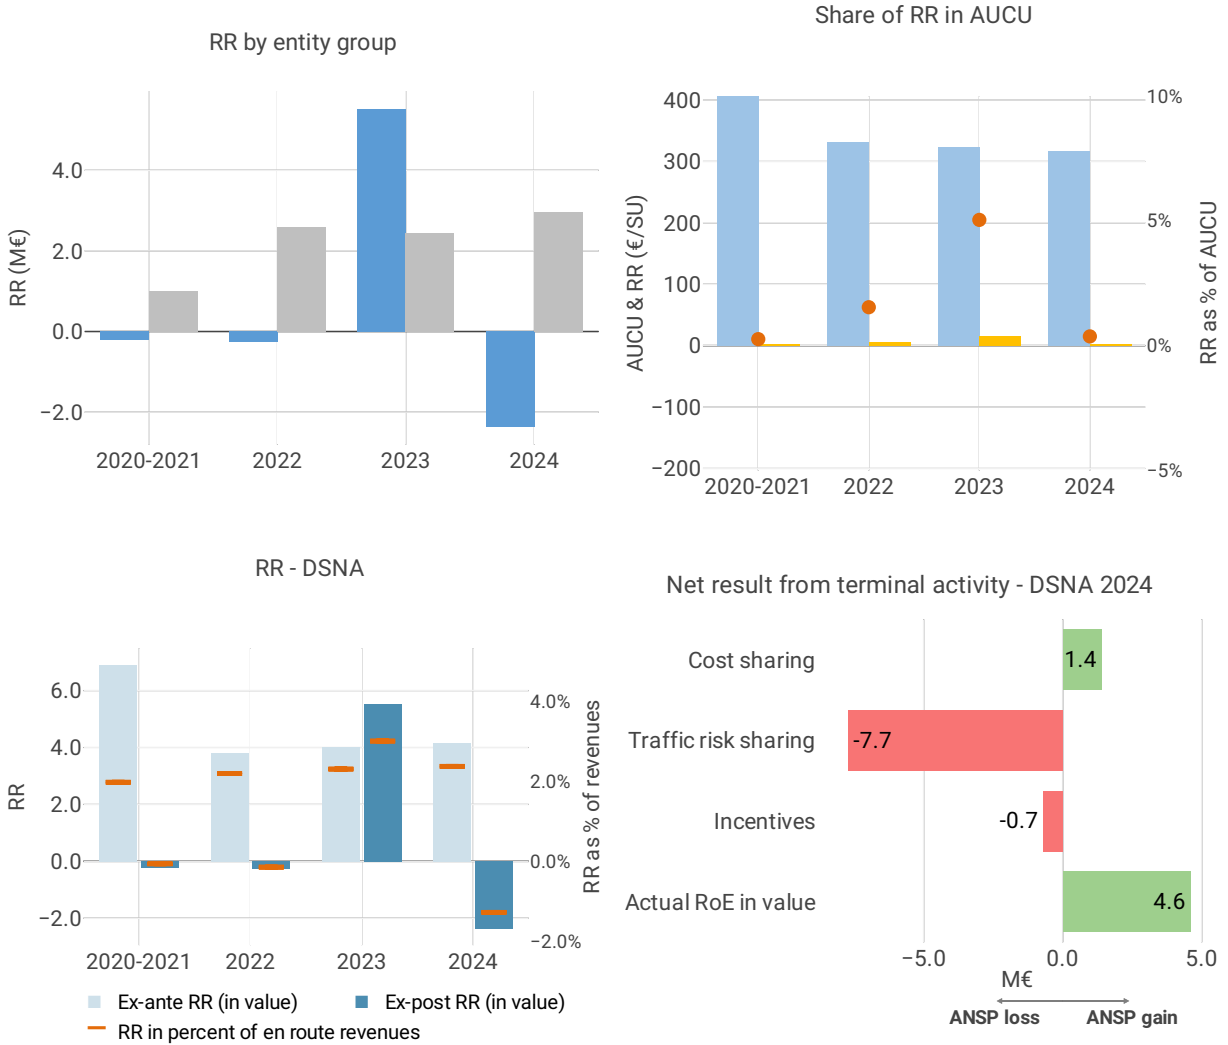 RR by entity group
RR (M€)
4.0
2.0
0.0
−2.0
2020-2021
2022
2023
2024
Share of RR in AUCU
AUCU & RR (€/SU)
400
300
200
100
0
−100
−200
10%
5%
0%
−5%
RR as % of AUCU
2020-2021
2022
2023
2024
RR - DSNA
RR
6.0
4.0
2.0
0.0
−2.0
4.0%
2.0%
0.0%
−2.0%
RR as % of revenues
2020-2021
2022
2023
2024
Ex-ante RR (in value)
Ex-post RR (in value)
RR in percent of en route revenues
Net result from terminal activity - DSNA 2024
Cost sharing
1.4
Traffic risk sharing
-7.7
Incentives
-0.7
Actual RoE in value
4.6
−5.0
0.0
5.0
M€
ANSP loss
ANSP gain